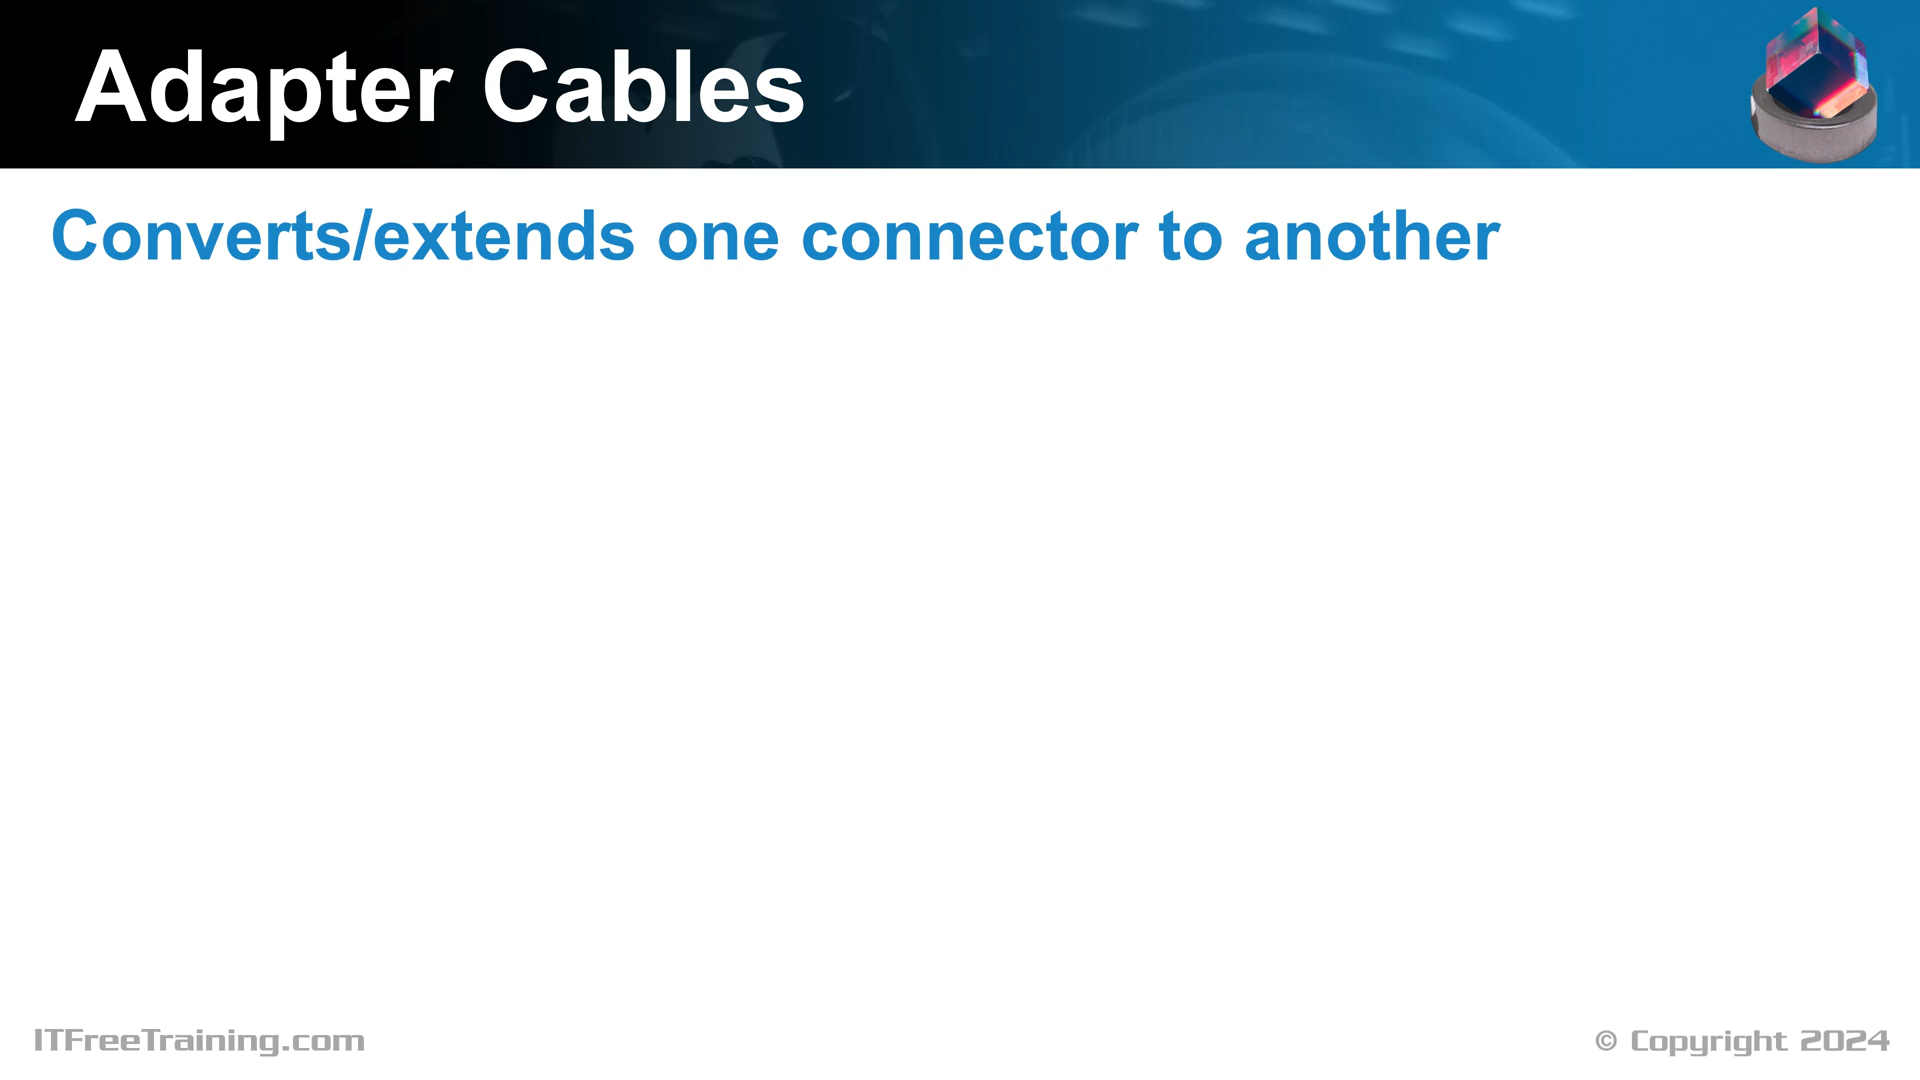 Adapter Cables
Converts/extends one connector to another
ITFreeTraining.com
© Copyright 2024